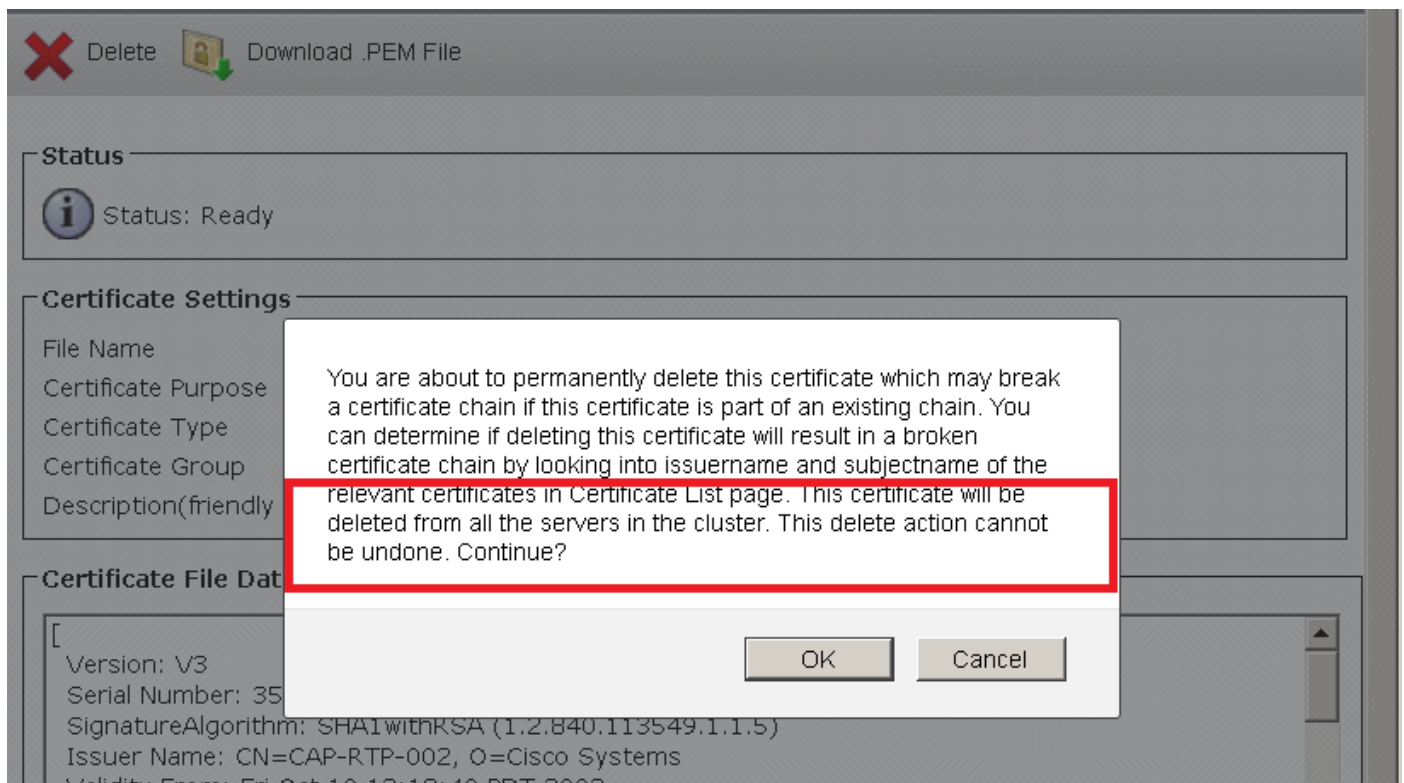 Delete Download .PEM File
Status
Status: Ready
Certificate Settings
File Name
Certificate Purpose
Certificate Type
Certificate Group
Description(friendly
You are about to permanently delete this certificate which may break
a certificate chain if this certificate is part of an existing chain. You
can determine if deleting this certificate will result in a broken
certificate chain by looking into issuername and subjectname of the
relevant certificates in Certificate List page. This certificate will be
deleted from all the servers in the cluster. This delete action cannot
be undone. Continue?
OK Cancel
Certificate File Dat
[
Version: V3
Serial Number: 35
SignatureAlgorithm: SHA1withRSA (1.2.840.113549.1.1.5)
Issuer Name: CN=CAP-RTP-002, O=Cisco Systems
Validity From: Fri Oct 10